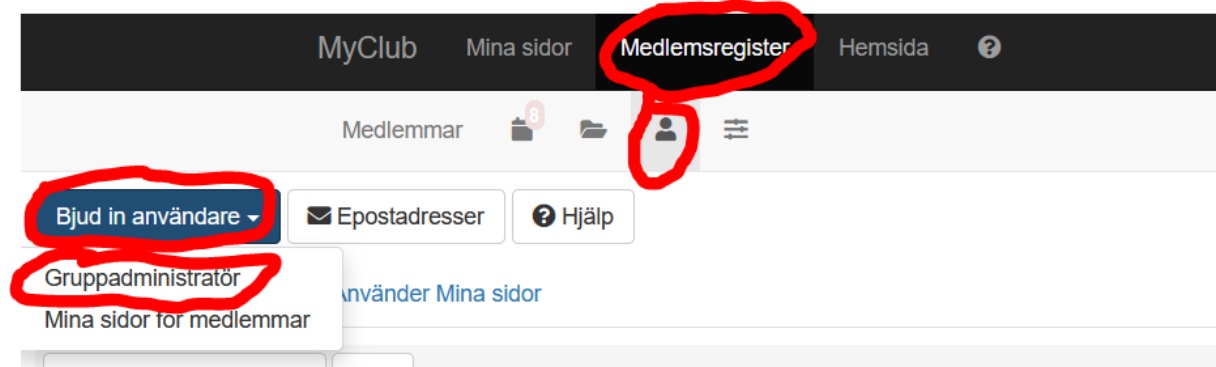 MyClub Mina sidor Medlemsregister Hemsida ?
Medlemmar 8
Bjud in användare Epostadresser ? Hjälp
Gruppadministratör
Använder Mina sidor
Mina sidor för medlemmar